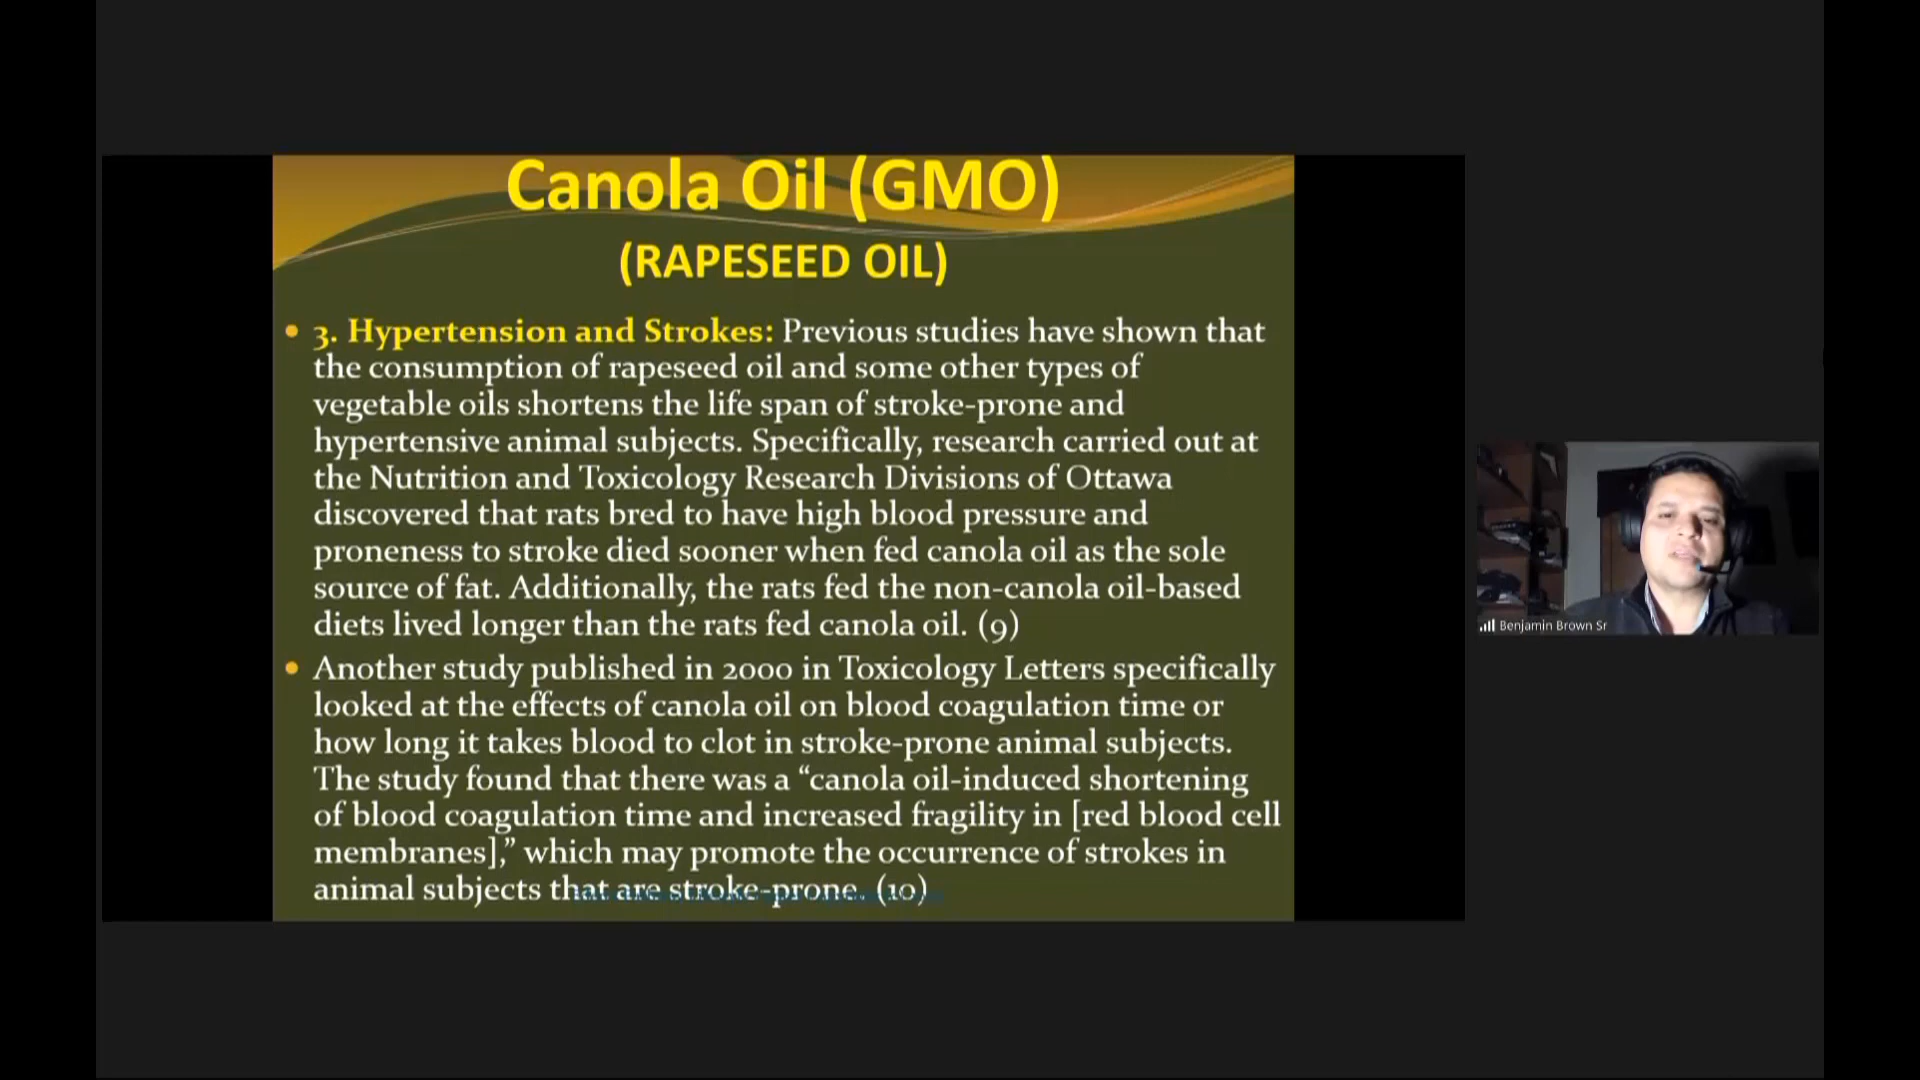 Canola Oil (GMO)
(RAPESEED OIL)
3. Hypertension and Strokes: Previous studies have shown that
the consumption of rapeseed oil and some other types of
vegetable oils shortens the life span of stroke-prone and
hypertensive animal subjects. Specifically, research carried out at
the Nutrition and Toxicology Research Divisions of Ottawa
discovered that rats bred to have high blood pressure and
proneness to stroke died sooner when fed canola oil as the sole
source of fat. Additionally, the rats fed the non-canola oil-based
diets lived longer than the rats fed canola oil. (9)
Another study published in 2000 in Toxicology Letters specifically
looked at the effects of canola oil on blood coagulation time or
how long it takes blood to clot in stroke-prone animal subjects.
The study found that there was a “canola oil-induced shortening
of blood coagulation time and increased fragility in [red blood cell
membranes],” which may promote the occurrence of strokes in
animal subjects that are stroke-prone. (10)
Benjamin Brown Sr